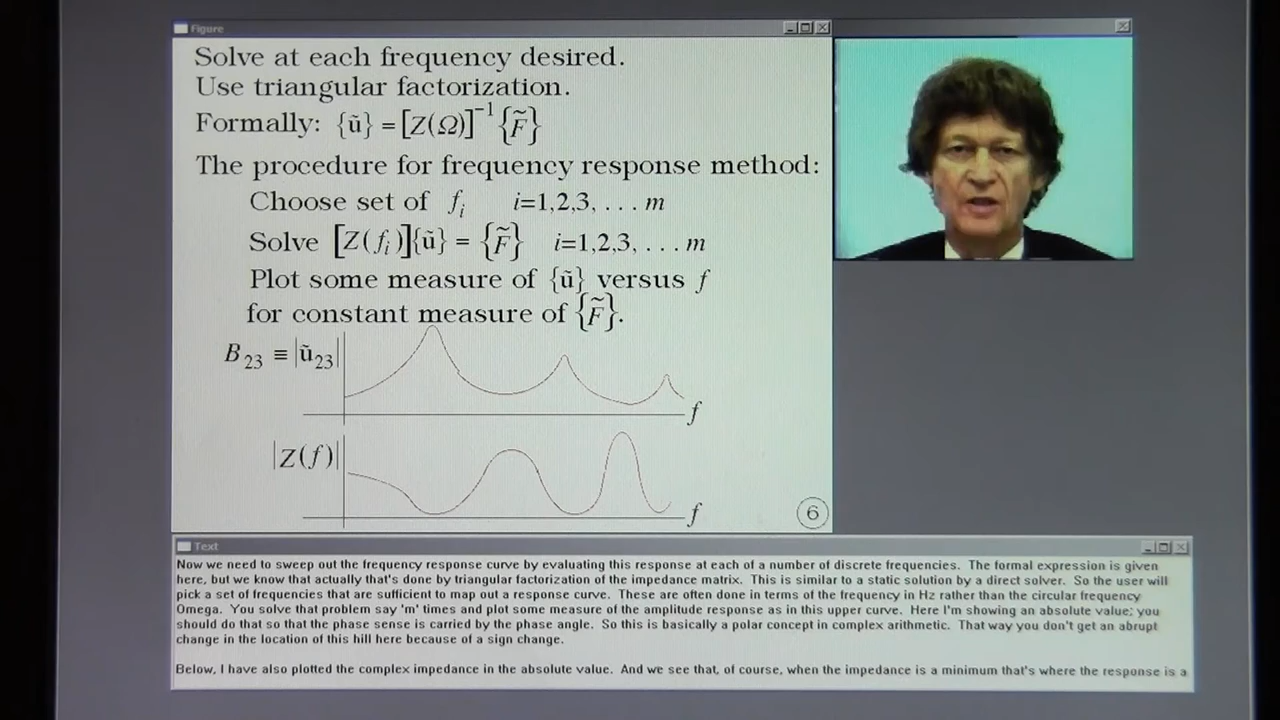 Figure
Solve at each frequency desired.
Use triangular factorization.
Formally: {ũ} = [Z(Ω)]⁻¹ {F̃}
The procedure for frequency response method:
Choose set of fᵢ i=1,2,3, . . . m
Solve [Z(fᵢ)]{ũ} = {F̃} i=1,2,3, . . . m
Plot some measure of {ũ} versus f
for constant measure of {F̃}.
B₂₃ ≡ |ũ₂₃|
f
|Z(f)|
f
6
Text
Now we need to sweep out the frequency response curve by evaluating this response at each of a number of discrete frequencies. The formal expression is given
here, but we know that actually that's done by triangular factorization of the impedance matrix. This is similar to a static solution by a direct solver. So the user will
pick a set of frequencies that are sufficient to map out a response curve. These are often done in terms of the frequency in Hz rather than the circular frequency
Omega. You solve that problem say 'm' times and plot some measure of the amplitude response as in this upper curve. Here I'm showing an absolute value; you
should do that so that the phase sense is carried by the phase angle. So this is basically a polar concept in complex arithmetic. That way you don't get an abrupt
change in the location of this hill here because of a sign change.
Below, I have also plotted the complex impedance in the absolute value. And we see that, of course, when the impedance is a minimum that's where the response is a